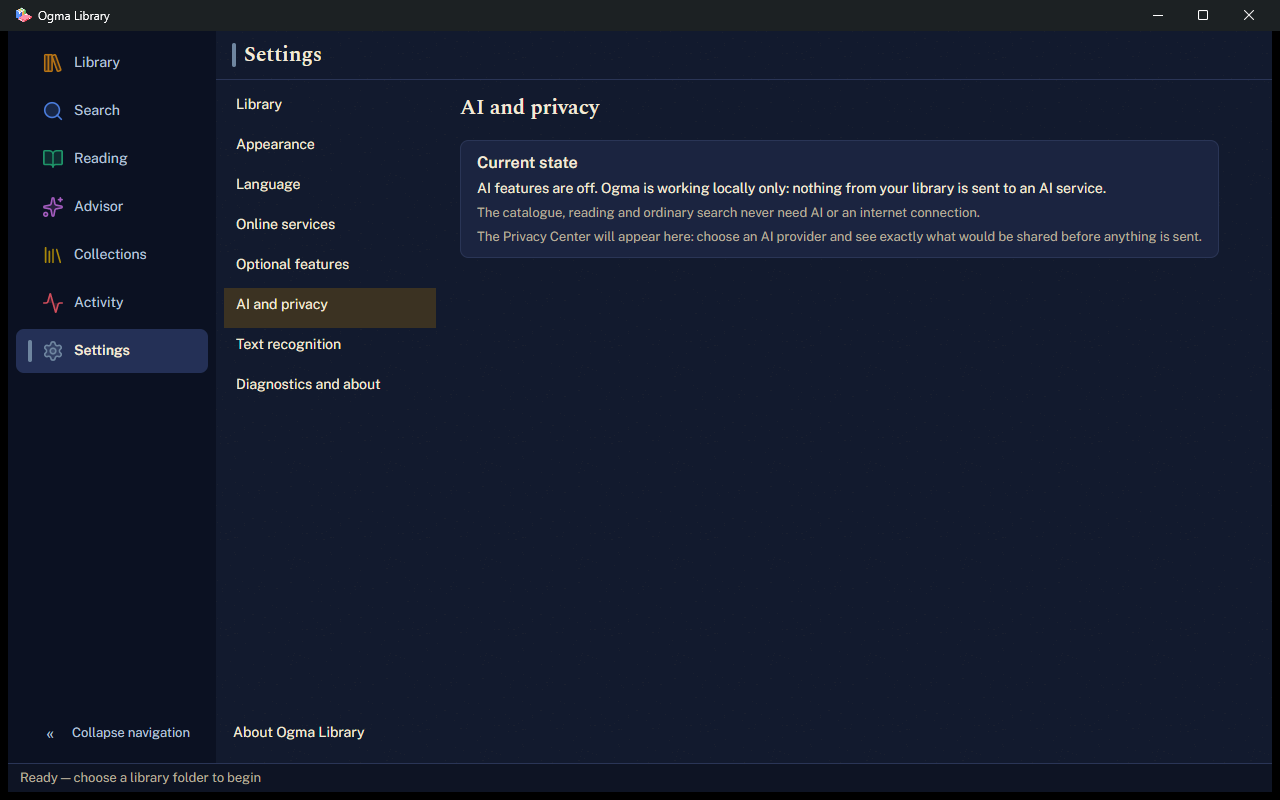 Ogma Library
Library
Search
Reading
Advisor
Collections
Activity
Settings
« Collapse navigation
Settings
Library
Appearance
Language
Online services
Optional features
AI and privacy
Text recognition
Diagnostics and about
About Ogma Library
AI and privacy
Current state
AI features are off. Ogma is working locally only: nothing from your library is sent to an AI service.
The catalogue, reading and ordinary search never need AI or an internet connection.
The Privacy Center will appear here: choose an AI provider and see exactly what would be shared before anything is sent.
Ready — choose a library folder to begin